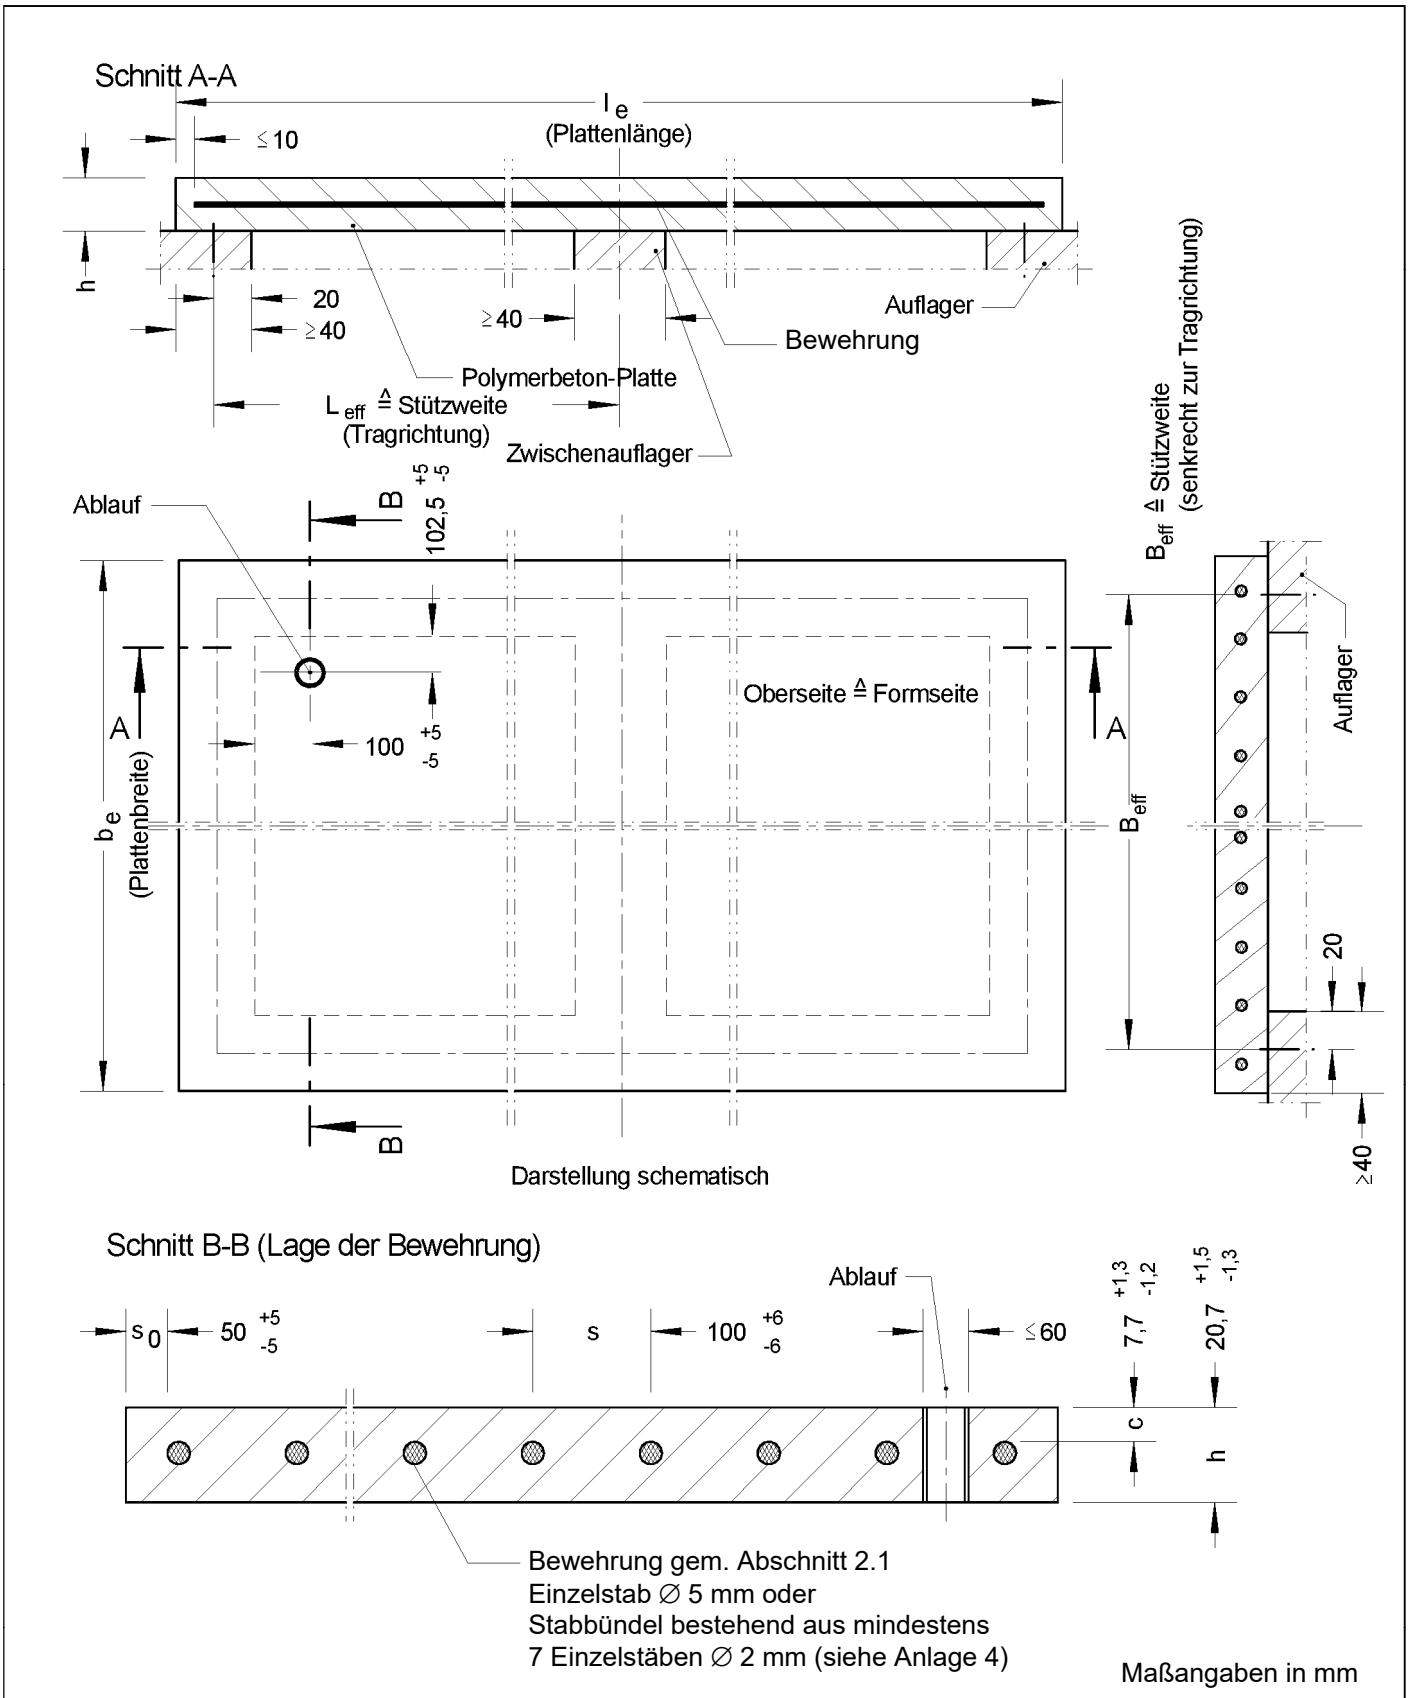 Schnitt A-A
l e
(Plattenlänge)
≤10
h
20
≥40
≥40
Auflager
Bewehrung
Polymerbeton-Platte
L eff ≙ Stützweite
(Tragrichtung)
Zwischenauflager
B eff ≙ Stützweite
(senkrecht zur Tragrichtung)
Ablauf
B
102,5 +5 -5
A
100 +5 -5
Oberseite ≙ Formseite
A
b e
(Plattenbreite)
B eff
Auflager
20
≥40
B
Darstellung schematisch
Schnitt B-B (Lage der Bewehrung)
Ablauf
s 0
50 +5 -5
s
100 +6 -6
≤60
7,7 +1,3 -1,2
20,7 +1,5 -1,3
c
h
Bewehrung gem. Abschnitt 2.1
Einzelstab ∅ 5 mm oder
Stabbündel bestehend aus mindestens
7 Einzelstäben ∅ 2 mm (siehe Anlage 4)
Maßangaben in mm